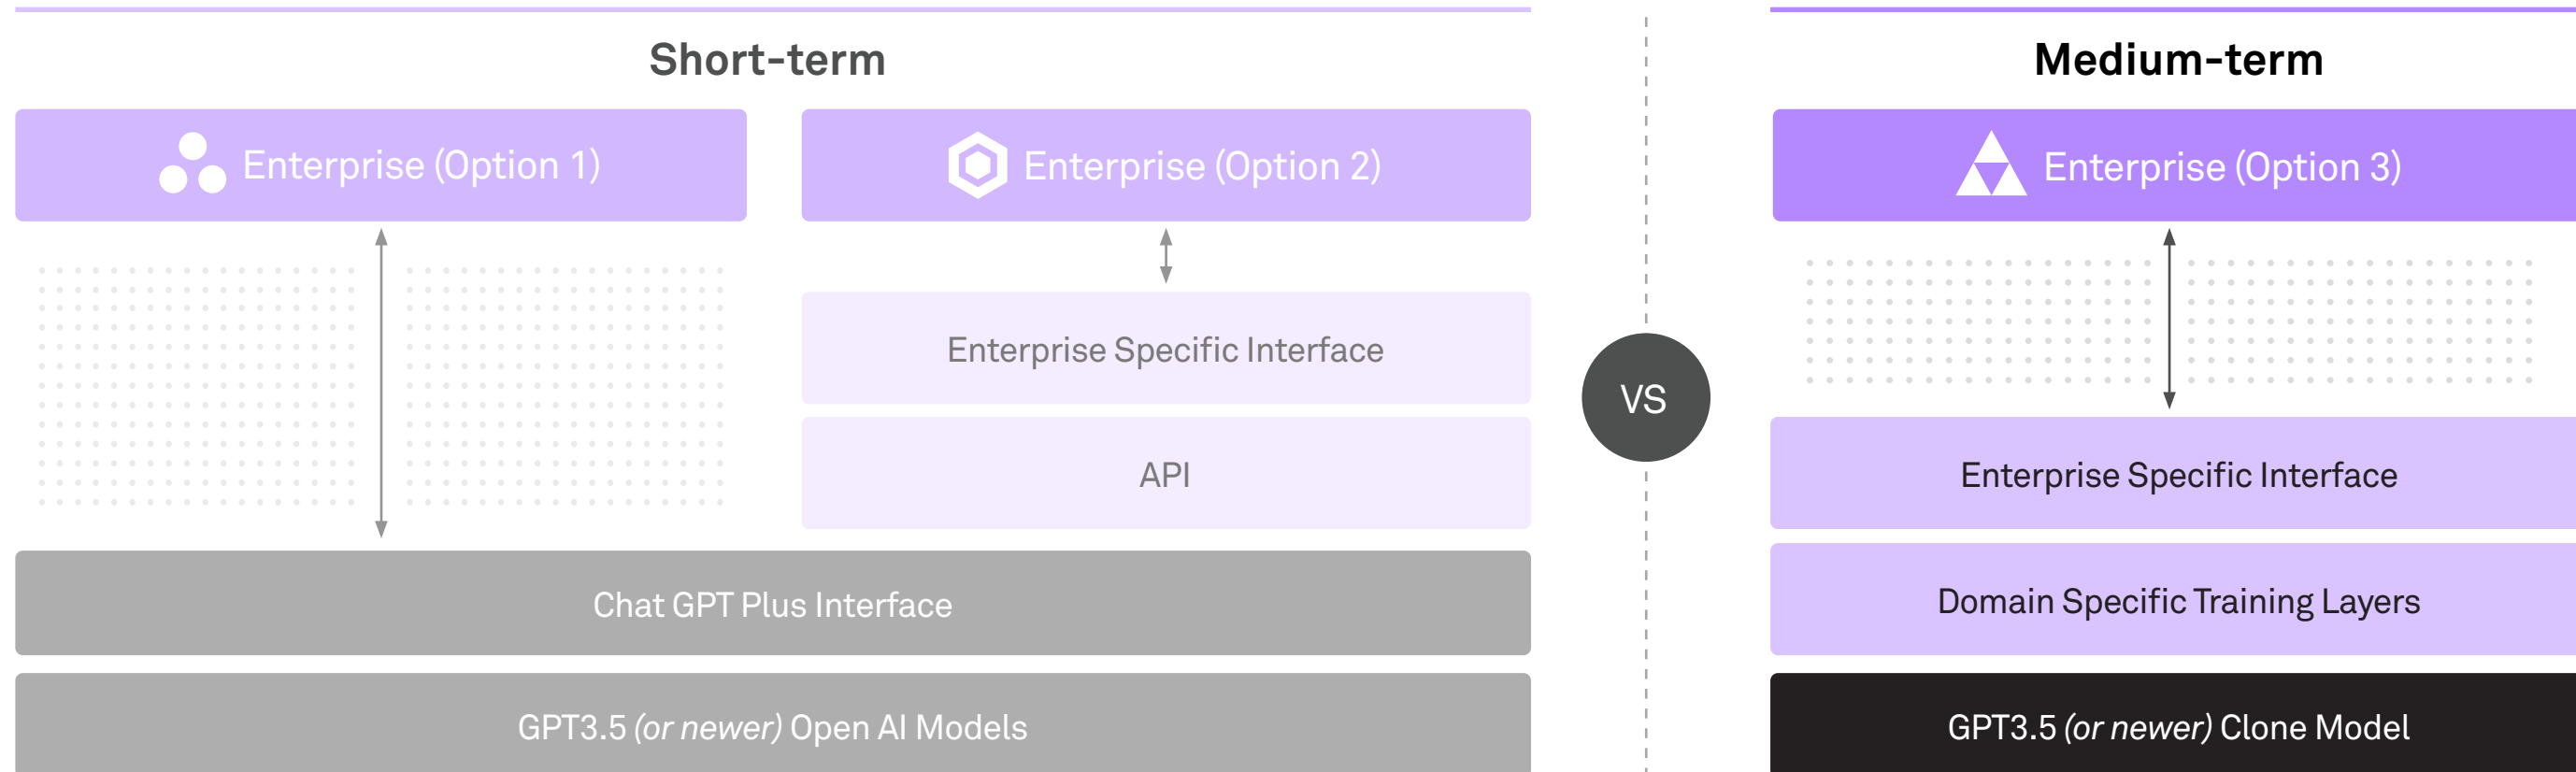 Short-term
Enterprise (Option 1)
Enterprise (Option 2)
Enterprise Specific Interface
API
Chat GPT Plus Interface
GPT3.5 (or newer) Open AI Models
VS
Medium-term
Enterprise (Option 3)
Enterprise Specific Interface
Domain Specific Training Layers
GPT3.5 (or newer) Clone Model